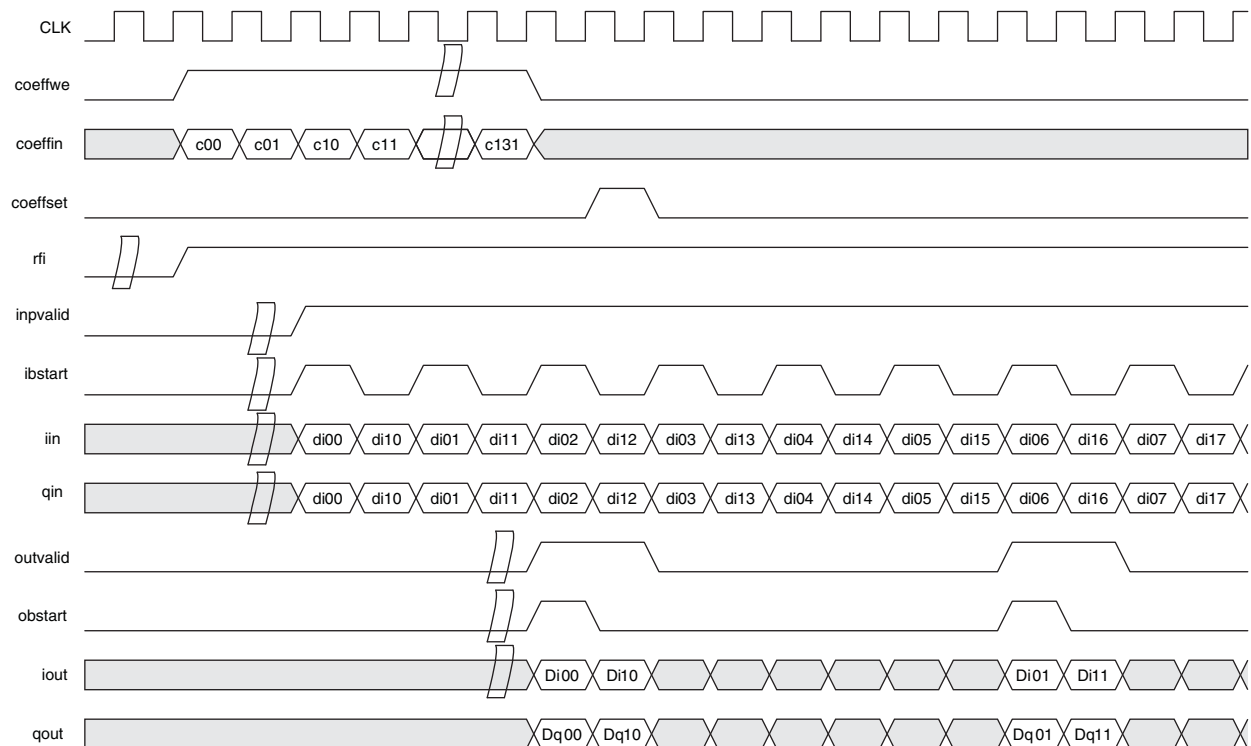 CLK
coeffwe
coeffin c00 c01 c10 c11 c131
coeffset
rfi
inpvalid
ibstart
iin di00 di10 di01 di11 di02 di12 di03 di13 di04 di14 di05 di15 di06 di16 di07 di17
qin di00 di10 di01 di11 di02 di12 di03 di13 di04 di14 di05 di15 di06 di16 di07 di17
outvalid
obstart
iout Di00 Di10 Di01 Di11
qout Dq00 Dq10 Dq01 Dq11